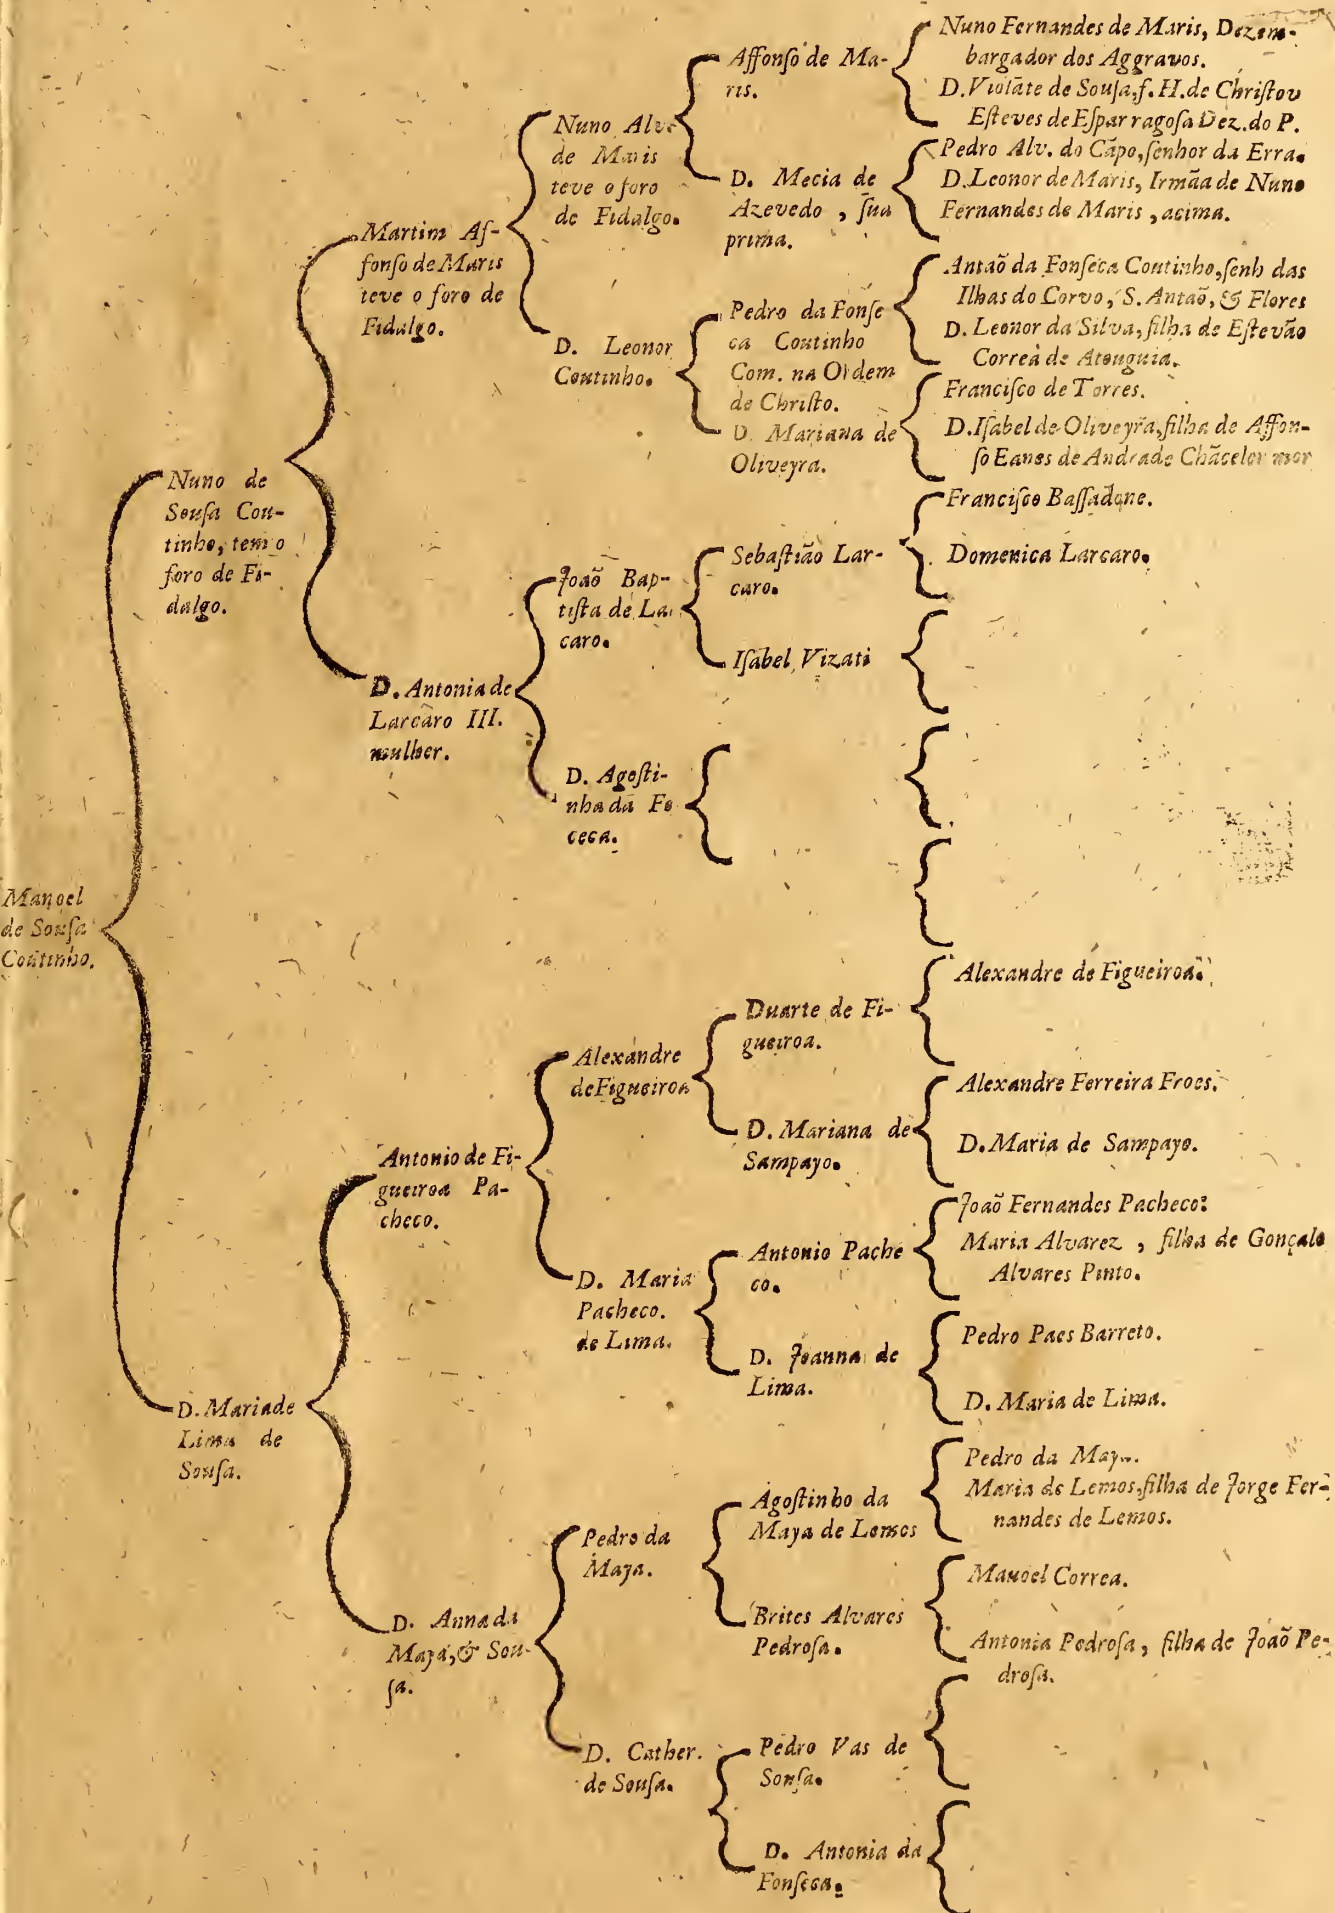 Manoel
de Souſa
Coutinho.
Nuno de
Souſa Cou-
tinho, tem o
foro de Fi-
dalgo.
D. Maria de
Lima de
Souſa.
Martim Af-
fonſo de Maris
teve o foro de
Fidalgo.
D. Antonia de
Larcaro III.
mulher.
Antonio de Fi-
gueiroa Pa-
checo.
D. Anna da
Maya, & Sou-
ſa.
Nuno Alv.
de Maris
teve o foro
de Fidalgo.
D. Leonor
Coutinho.
Joaõ Bap-
tiſta de Lar
caro.
D. Agoſti-
nha da Fo
ceca.
Alexandre
de Figueiroa
D. Maria
Pacheco.
de Lima.
Pedro da
Maya.
D. Cather.
de Souſa.
Affonſo de Ma-
ris.
D. Mecia de
Azevedo, ſua
prima.
Pedro da Fonſe
ca Coutinho
Com. na Ordem
de Chriſto.
D. Mariana de
Oliveyra.
Sebaſtiaõ Lar-
caro.
Iſabel Vizati
Duarte de Fi-
gueiroa.
D. Mariana de
Sampayo.
Antonio Pache
co.
D. Joanna de
Lima.
Agoſtinho da
Maya de Lemos
Brites Alvares
Pedroſa.
Pedro Vas de
Souſa.
D. Antonia da
Fonſeca.
Nuno Fernandes de Maris, Dezem-
bargador dos Aggravos.
D. Violãte de Souſa, f. H. de Chriſtov
Eſteves de Eſparragoſa Dez. do P.
Pedro Alv. do Cãpo, ſenhor da Erra.
D. Leonor de Maris, Irmãa de Nuno
Fernandes de Maris, acima.
Antaõ da Fonſeca Coutinho, ſenh das
Ilhas do Corvo, S. Antaõ, & Flores
D. Leonor da Silva, filha de Eſtevão
Correa de Atouguia.
Franciſco de Torres.
D. Iſabel de Oliveyra, filha de Affon-
ſo Eanes de Andrade Chãceler mor
Franciſco Baſſadone.
Domenica Larcaro.
Alexandre de Figueiroa.
Alexandre Ferreira Froes.
D. Maria de Sampayo.
Joaõ Fernandes Pacheco.
Maria Alvarez, filha de Gonçalo
Alvares Pinto.
Pedro Paes Barreto.
D. Maria de Lima.
Pedro da Maya.
Maria de Lemos, filha de Jorge Fer-
nandes de Lemos.
Manoel Correa.
Antonia Pedroſa, filha de Joaõ Pe-
droſa.